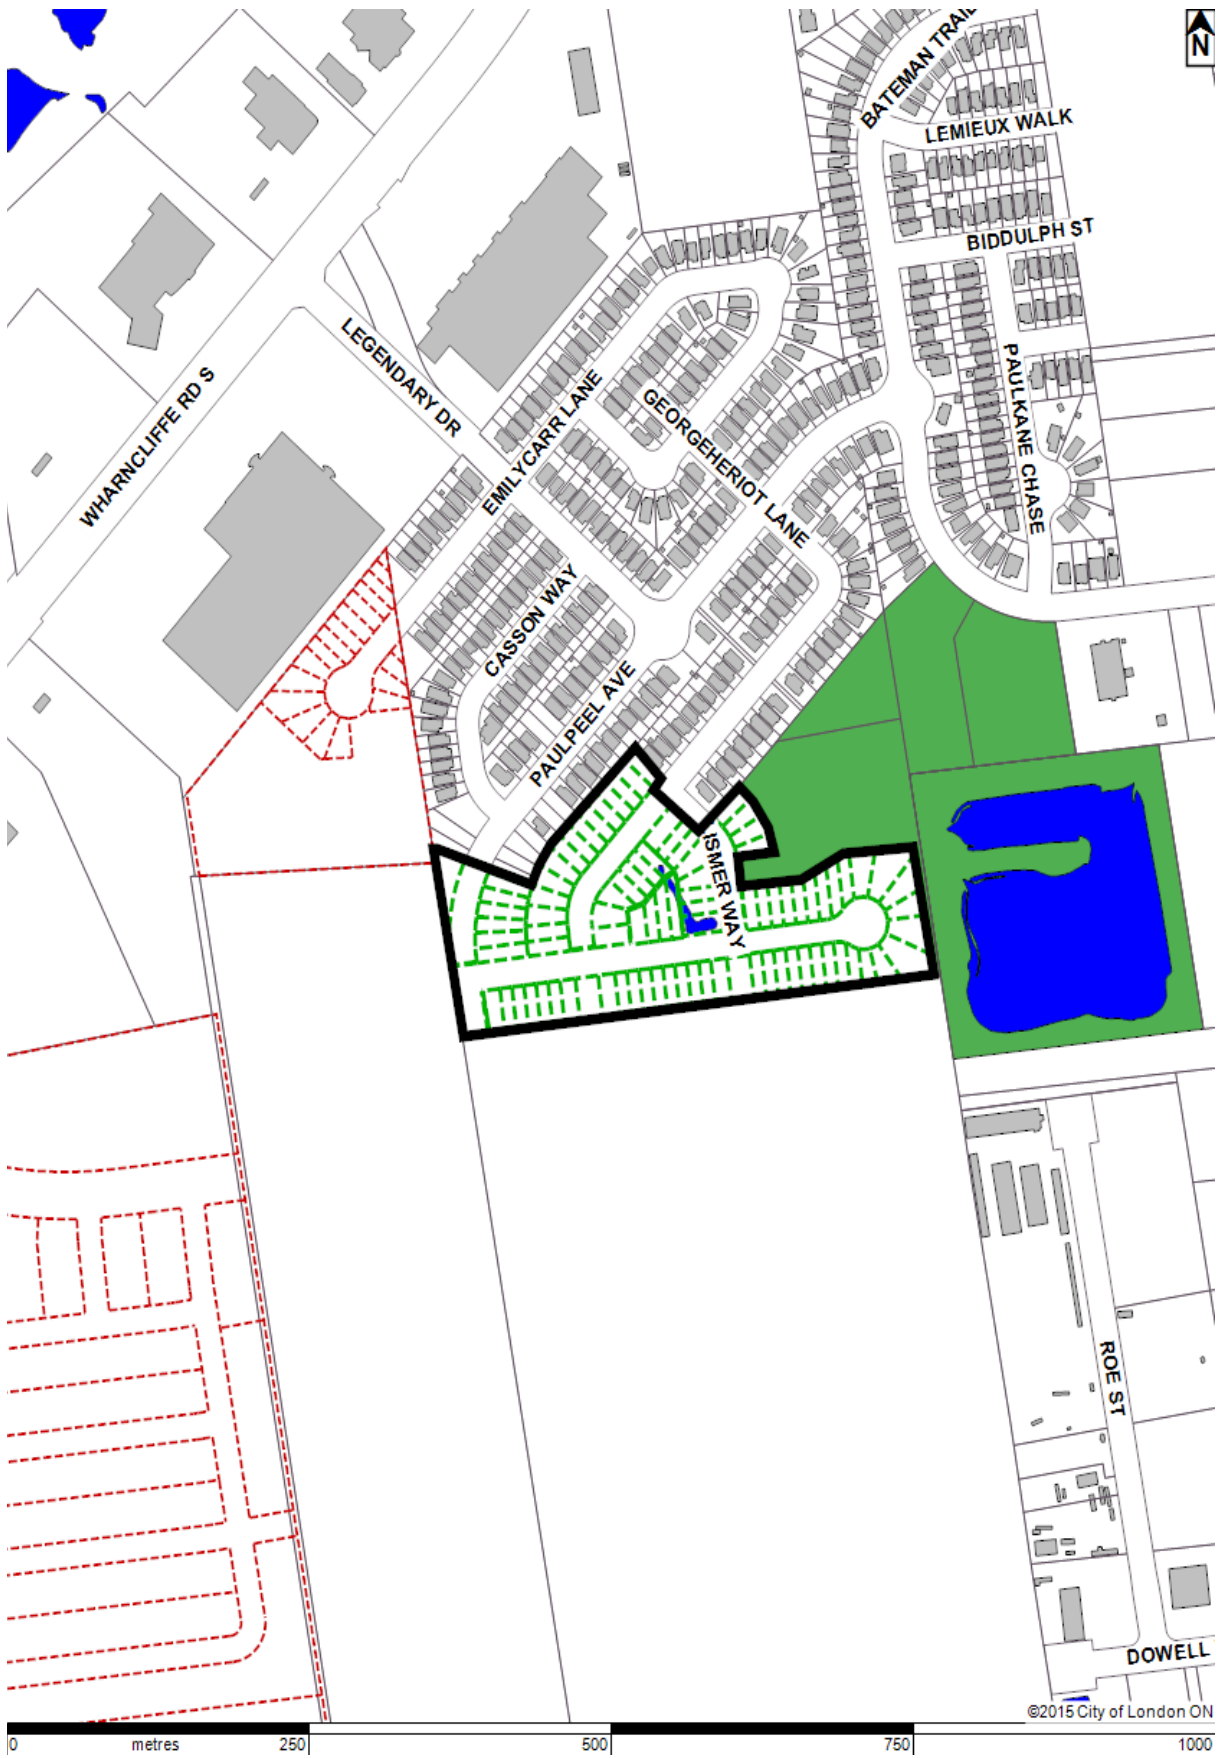 BATEMAN TRAIL
N
LEMIEUX WALK
BIDDULPH ST
LEGENDARY DR
WHARNCLIFFE RD S
EMILYCARR LANE
GEORGEHERIOT LANE
PAULKANE CHASE
CASSON WAY
PAULPEEL AVE
ISMER WAY
ROE ST
DOWELL
©2015 City of London ON
0 metres 250 500 750 1000